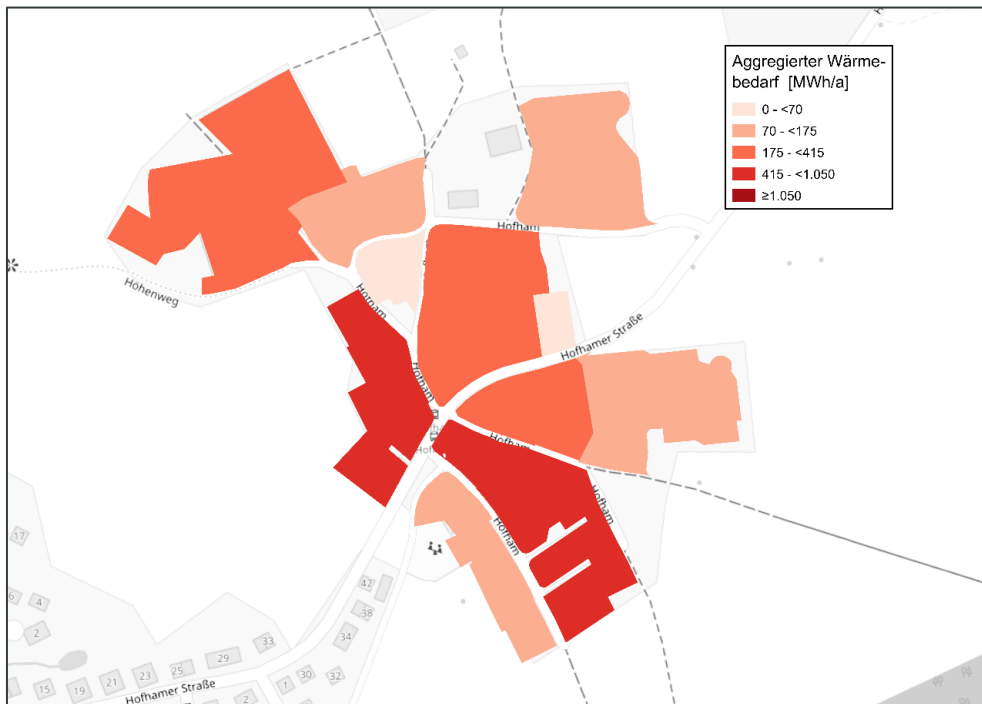 Aggregierter Wärme-
bedarf [MWh/a]
0 - <70
70 - <175
175 - <415
415 - <1.050
≥1.050
Hofham
Höhenweg
Hofham
Hofhamer Straße
Hofham
Hofham
Hofham
Hofham
17
6
4
2
42
38
34
33
32
30
1
2
29
25
23
21
19
15
Hofhamer Straße